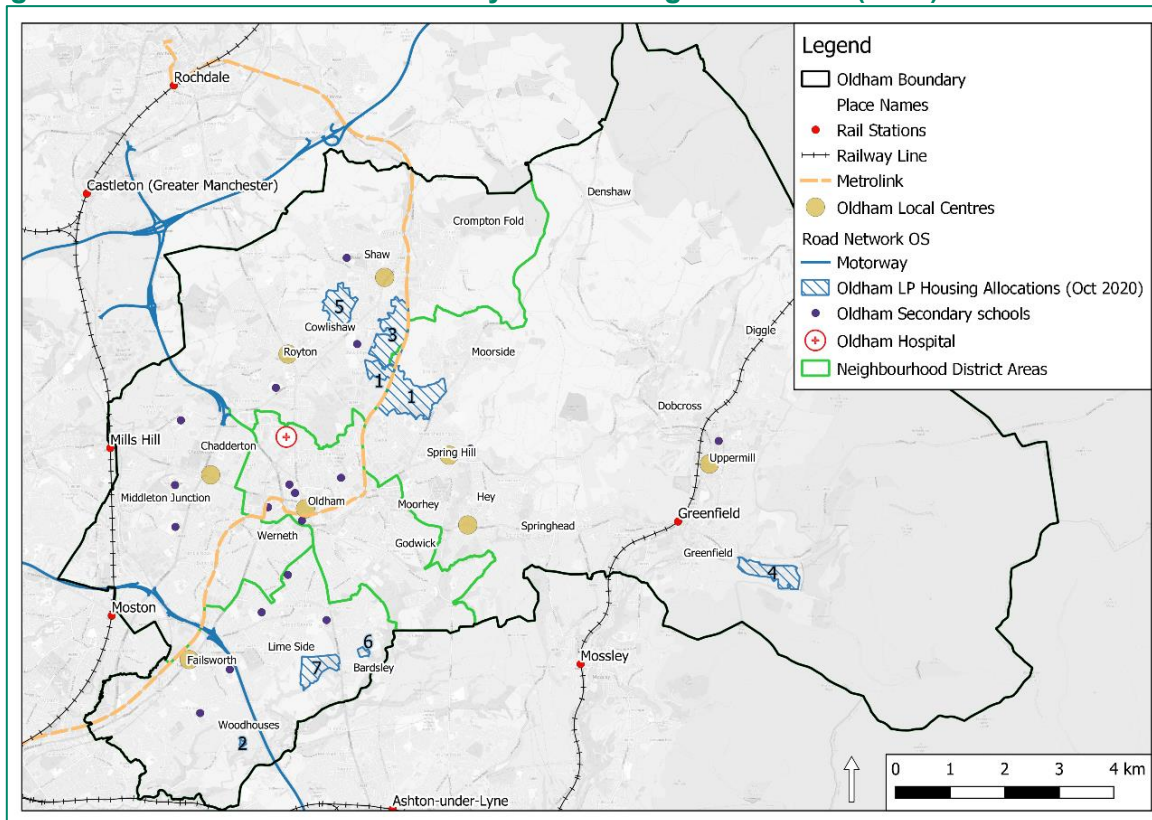 Legend
Oldham Boundary
Place Names
Rail Stations
Railway Line
Metrolink
Oldham Local Centres
Road Network OS
Motorway
Oldham LP Housing Allocations (Oct 2020)
Oldham Secondary schools
Oldham Hospital
Neighbourhood District Areas
Rochdale
Castleton (Greater Manchester)
Denshaw
Crompton Fold
Shaw
5
Cowlishaw
3
Royton
Moorside
Diggle
1
1
Dobcross
Mills Hill
Chadderton
Spring Hill
Uppermill
Middleton Junction
Oldham
Moorhey
Hey
Greenfield
Springhead
Werneth
Godwick
Greenfield
4
Moston
Lime Side
6
Failsworth
7
Bardsley
Mossley
Woodhouses
2
Ashton-under-Lyne
0 1 2 3 4 km